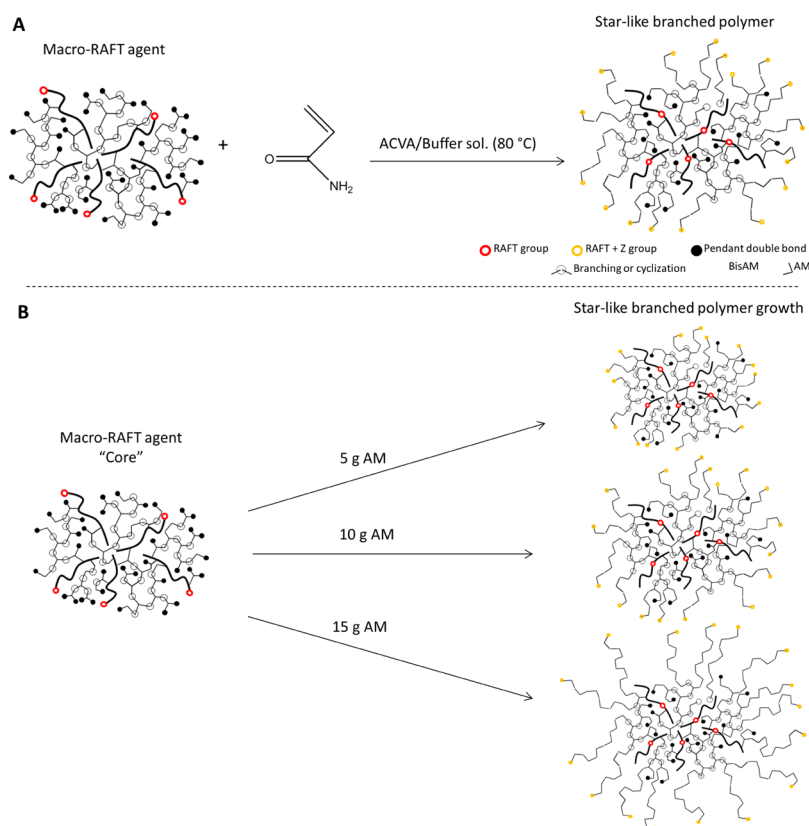 A
Macro-RAFT agent
Star-like branched polymer
+
O
NH2
ACVA/Buffer sol. (80 °C)
RAFT group
RAFT + Z group
Pendant double bond
Branching or cyclization
BisAM
AM
B
Star-like branched polymer growth
Macro-RAFT agent
"Core"
5 g AM
10 g AM
15 g AM